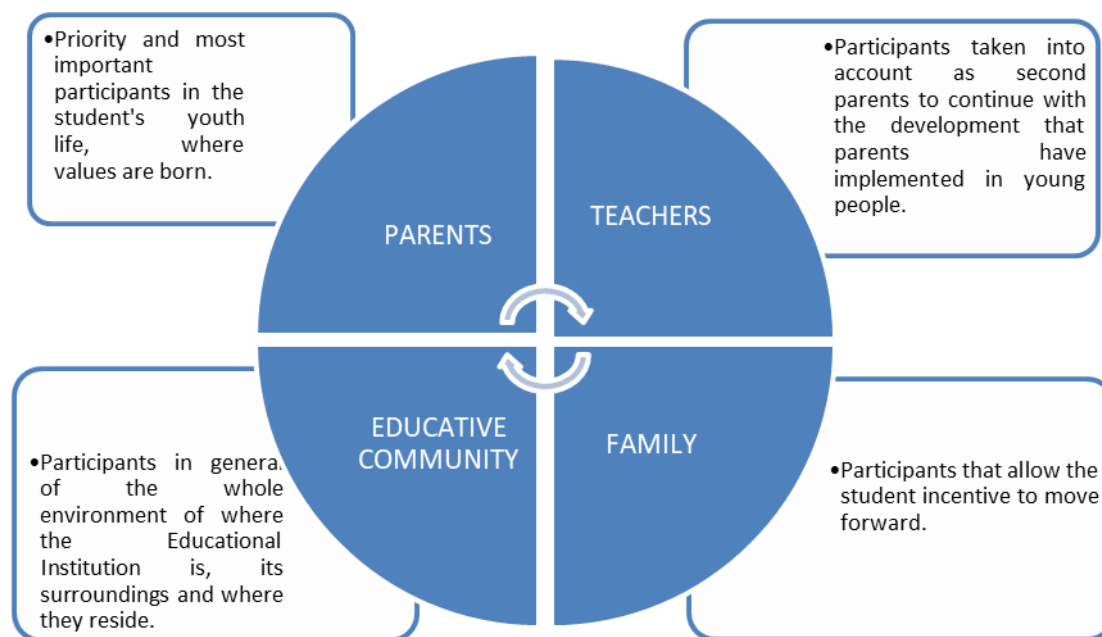 •Priority and most
important
participants in the
student's youth
life, where
values are born.
•Participants taken into
account as second
parents to continue with
the development that
parents have
implemented in young
people.
PARENTS
TEACHERS
EDUCATIVE
COMMUNITY
FAMILY
•Participants in genera
of the whole
environment of where
the Educational
Institution is, its
surroundings and where
they reside.
•Participants that allow the
student incentive to move
forward.